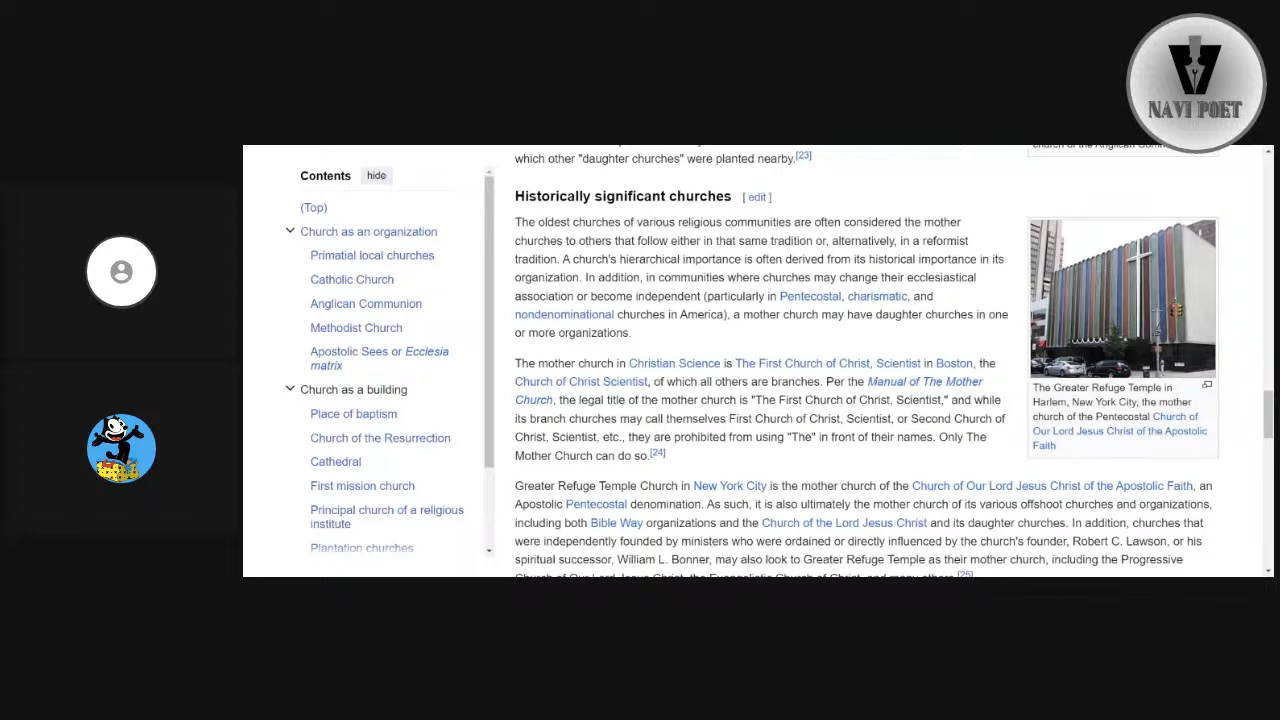 NAVI POET
which other "daughter churches" were planted nearby.[23]
Contents hide
(Top)
Church as an organization
Primatial local churches
Catholic Church
Anglican Communion
Methodist Church
Apostolic Sees or Ecclesia
matrix
Church as a building
Place of baptism
Church of the Resurrection
Cathedral
First mission church
Principal church of a religious
institute
Plantation churches
Historically significant churches [ edit ]
The oldest churches of various religious communities are often considered the mother
churches to others that follow either in that same tradition or, alternatively, in a reformist
tradition. A church's hierarchical importance is often derived from its historical importance in its
organization. In addition, in communities where churches may change their ecclesiastical
association or become independent (particularly in Pentecostal, charismatic, and
nondenominational churches in America), a mother church may have daughter churches in one
or more organizations.
The mother church in Christian Science is The First Church of Christ, Scientist in Boston, the
Church of Christ Scientist, of which all others are branches. Per the Manual of The Mother
Church, the legal title of the mother church is "The First Church of Christ, Scientist," and while
its branch churches may call themselves First Church of Christ, Scientist, or Second Church of
Christ, Scientist, etc., they are prohibited from using "The" in front of their names. Only The
Mother Church can do so.[24]
The Greater Refuge Temple in
Harlem, New York City, the mother
church of the Pentecostal Church of
Our Lord Jesus Christ of the Apostolic
Faith
Greater Refuge Temple Church in New York City is the mother church of the Church of Our Lord Jesus Christ of the Apostolic Faith, an
Apostolic Pentecostal denomination. As such, it is also ultimately the mother church of its various offshoot churches and organizations,
including both Bible Way organizations and the Church of the Lord Jesus Christ and its daughter churches. In addition, churches that
were independently founded by ministers who were ordained or directly influenced by the church's founder, Robert C. Lawson, or his
spiritual successor, William L. Bonner, may also look to Greater Refuge Temple as their mother church, including the Progressive
Church of Our Lord Jesus Christ, the Evangelistic Church of Christ, and many others.[25]